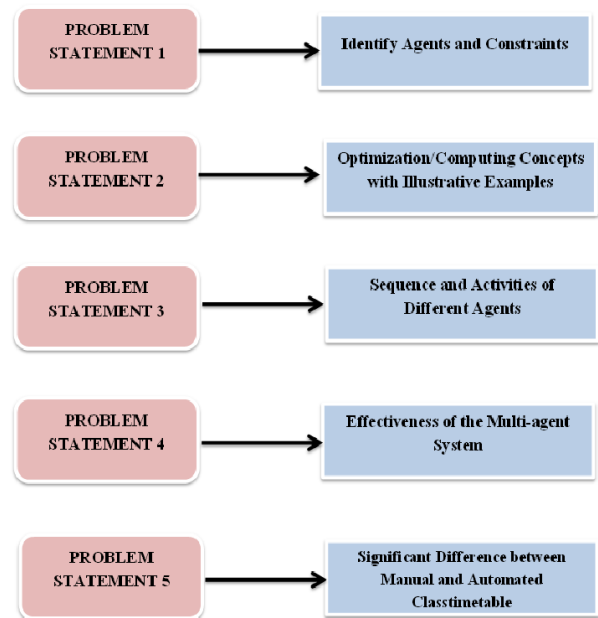 PROBLEM
STATEMENT 1
Identify Agents and Constraints
PROBLEM
STATEMENT 2
Optimization/Computing Concepts
with Illustrative Examples
PROBLEM
STATEMENT 3
Sequence and Activities of
Different Agents
PROBLEM
STATEMENT 4
Effectiveness of the Multi-agent
System
PROBLEM
STATEMENT 5
Significant Difference between
Manual and Automated
Classtimetable